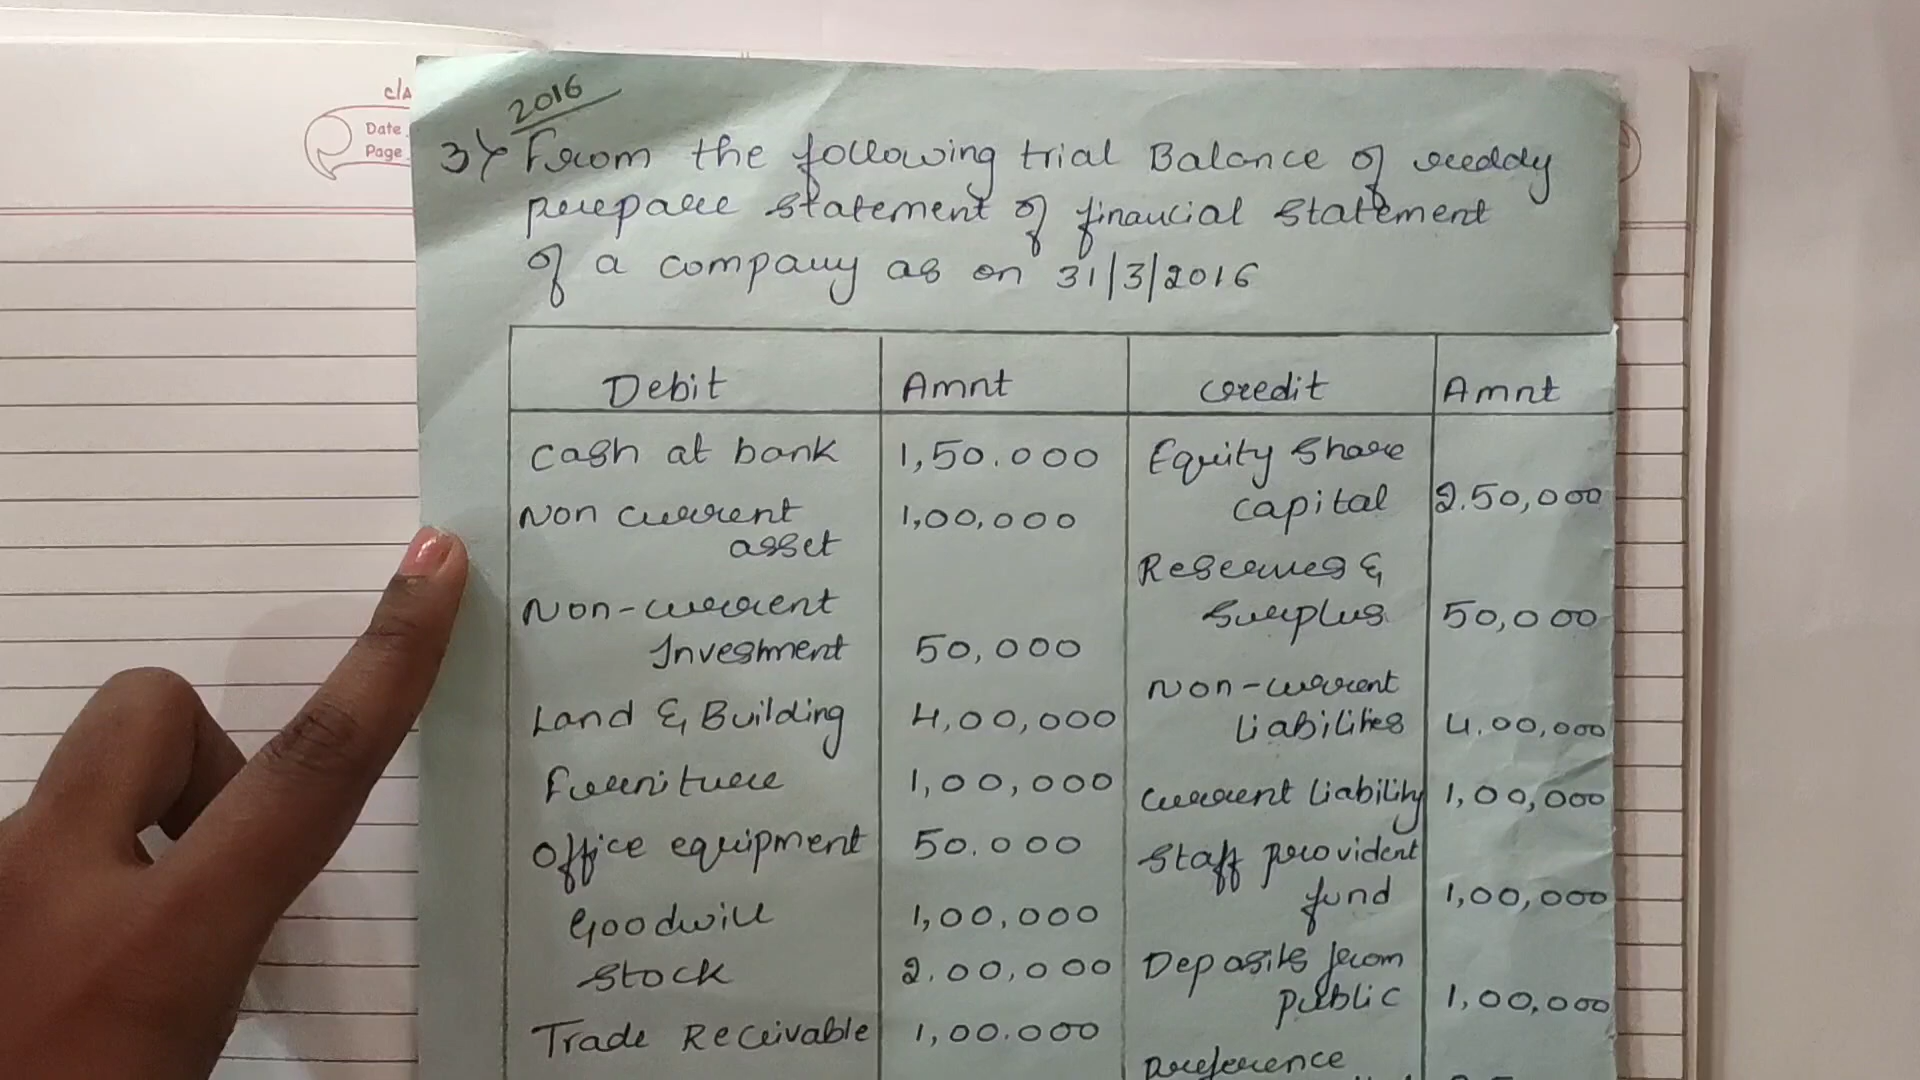 c/A
Date
Page
2016
3) From the following trial Balance of reddy
prepare statement of financial statement
of a company as on 31/3/2016
Debit Amnt credit Amnt
cash at bank 1,50.000 Equity share
capital 2.50,000
Non current 1,00,000
asset
Reserves &
surplus 50,000
Non-current
Investment 50,000
Non-current
liabilities 4.00,000
Land & Building 4,00,000
Furniture 1,00,000
current liability 1,00,000
office equipment 50.000
staff provident
fund 1,00,000
Goodwill 1,00,000
stock 2.00,000
Deposits from
public 1,00,000
Trade Receivable 1,00.000
preference